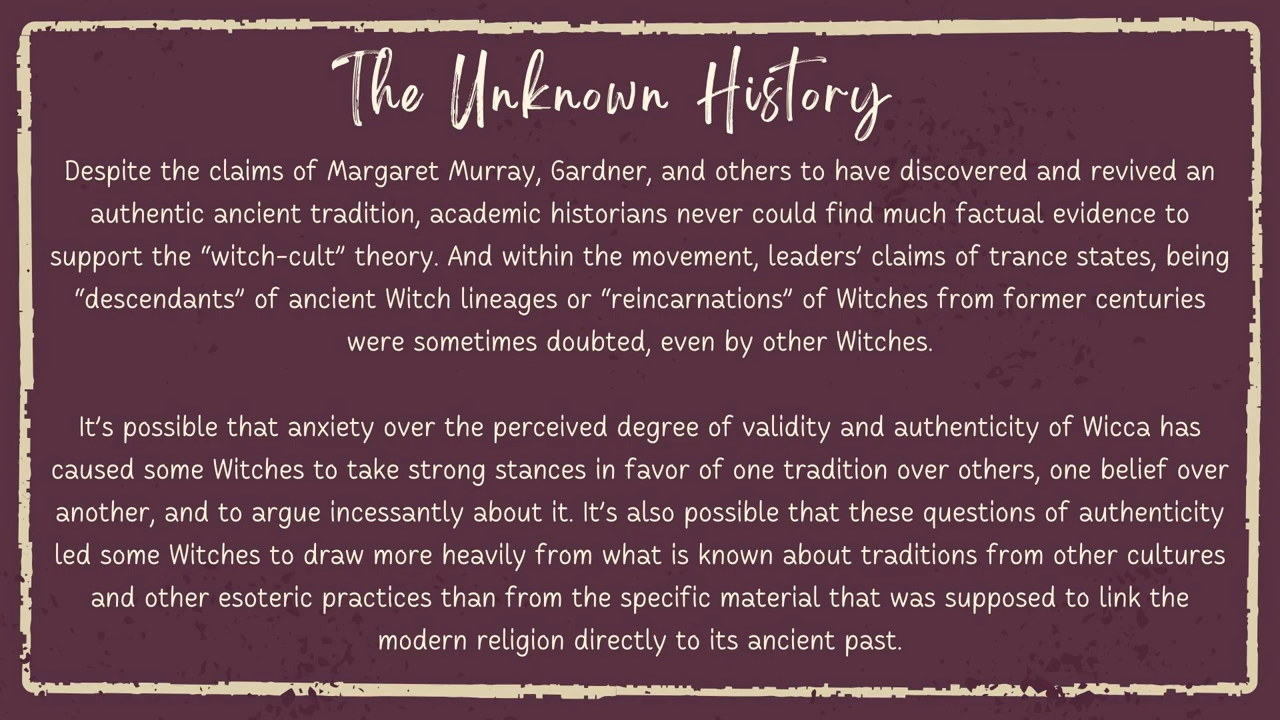 The Unknown History
Despite the claims of Margaret Murray, Gardner, and others to have discovered and revived an
authentic ancient tradition, academic historians never could find much factual evidence to
support the “witch-cult” theory. And within the movement, leaders’ claims of trance states, being
“descendants” of ancient Witch lineages or “reincarnations” of Witches from former centuries
were sometimes doubted, even by other Witches.
It’s possible that anxiety over the perceived degree of validity and authenticity of Wicca has
caused some Witches to take strong stances in favor of one tradition over others, one belief over
another, and to argue incessantly about it. It’s also possible that these questions of authenticity
led some Witches to draw more heavily from what is known about traditions from other cultures
and other esoteric practices than from the specific material that was supposed to link the
modern religion directly to its ancient past.